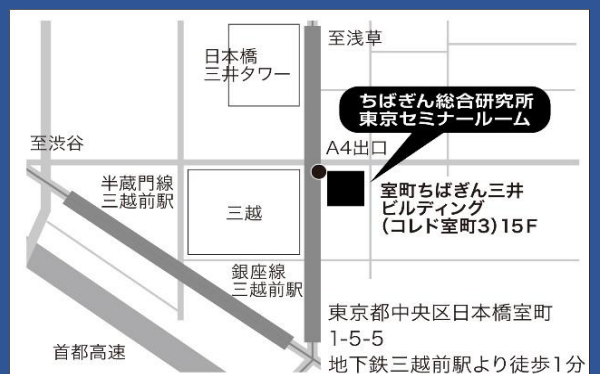 至浅草
日本橋
三井タワー
ちばぎん総合研究所
東京セミナールーム
至渋谷
A4出口
半蔵門線
三越前駅
三越
室町ちばぎん三井
ビルディング
(コレド室町3)15F
銀座線
三越前駅
東京都中央区日本橋室町
1-5-5
地下鉄三越前駅より徒歩1分
首都高速